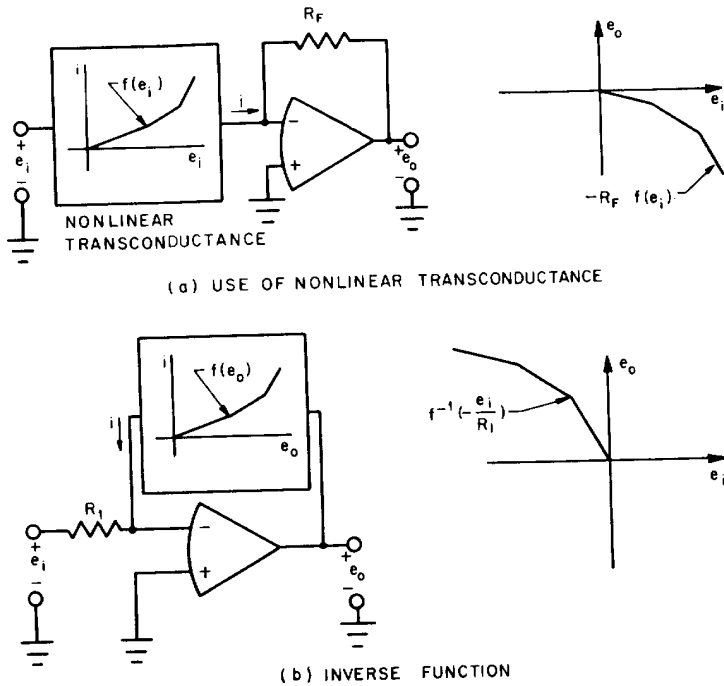 R_F
i
f(e_i)
e_i
i
−
+
+
e_i
−
+
e_o
−
NONLINEAR
TRANSCONDUCTANCE
e_o
e_i
−R_F f(e_i)
(a) USE OF NONLINEAR TRANSCONDUCTANCE
i
f(e_o)
e_o
i
R_1
−
+
+
e_i
−
+
e_o
−
e_o
f^-1(-e_i/R_1)
e_i
(b) INVERSE FUNCTION